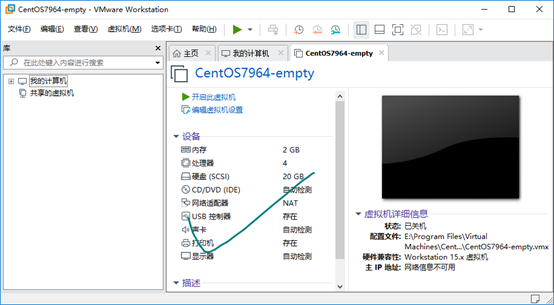 CentOS7964-empty - VMware Workstation
文件(F) 编辑(E) 查看(V) 虚拟机(M) 选项卡(T) 帮助(H)
库
在此处键入内容进行搜索
我的计算机
共享的虚拟机
主页 我的计算机 CentOS7964-empty
CentOS7964-empty
开启此虚拟机
编辑虚拟机设置
设备
内存 2 GB
处理器 4
硬盘 (SCSI) 20 GB
CD/DVD (IDE) 自动检测
网络适配器 NAT
USB 控制器 存在
声卡 自动检测
打印机 存在
显示器 自动检测
描述
虚拟机详细信息
状态: 已关机
配置文件: E:\Program Files\Virtual
Machines\Cent...\CentOS7964-empty.vmx
硬件兼容性: Workstation 15.x 虚拟机
主 IP 地址: 网络信息不可用